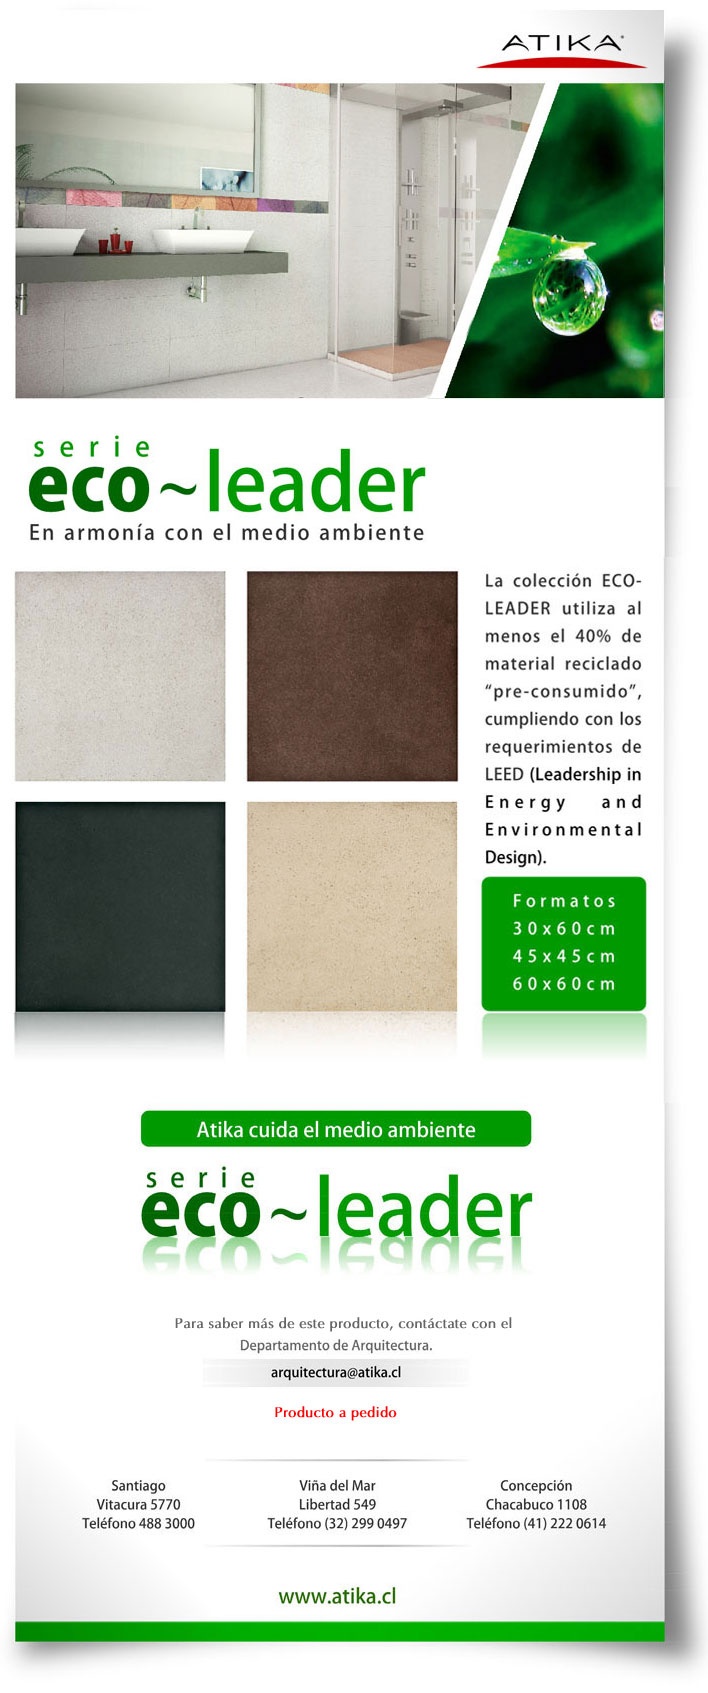 ATIKA
serie
eco~leader
En armonía con el medio ambiente
La colección ECO-
LEADER utiliza al
menos el 40% de
material reciclado
“pre-consumido”,
cumpliendo con los
requerimientos de
LEED (Leadership in
Energy and
Environmental
Design).
Formatos
30x60cm
45x45cm
60x60cm
Atika cuida el medio ambiente
serie
eco~leader
Para saber más de este producto, contáctate con el
Departamento de Arquitectura.
arquitectura@atika.cl
Producto a pedido
Santiago
Vitacura 5770
Teléfono 488 3000
Viña del Mar
Libertad 549
Teléfono (32) 299 0497
Concepción
Chacabuco 1108
Teléfono (41) 222 0614
www.atika.cl